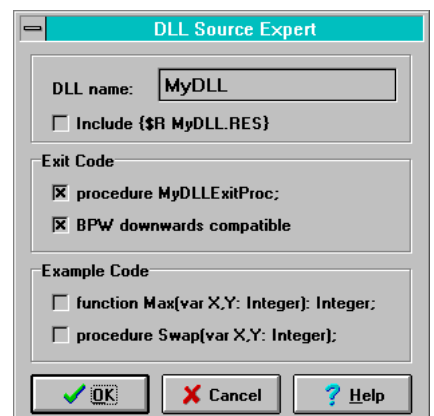 DLL Source Expert
DLL name: MyDLL
Include {$R MyDLL.RES}
Exit Code
procedure MyDLLExitProc;
BPW downwards compatible
Example Code
function Max(var X,Y: Integer): Integer;
procedure Swap(var X,Y: Integer);
OK Cancel Help